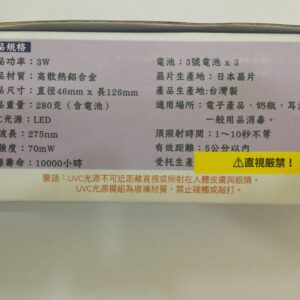 品規格
品功率：3W
品材質：高散熱鋁合金
品尺寸：直徑46mm x 長126mm
品重量：280克（含電池）
VC光源：LED
波長：275nm
強度：70mW
源壽命：10000小時
電池：3號電池 x 3
晶片生產地：日本晶片
產品生產地：台灣製
適用場所：電子產品、奶瓶、耳
一般用品消毒。
須照射時間：1～10秒不等
有效距離：5公分以內
受託生產
⚠直視嚴禁！
警語：UVC光源不可近距離直視或照射在人體皮膚與眼睛。
UVC光源模組為玻璃材質，禁止碰觸或敲打。